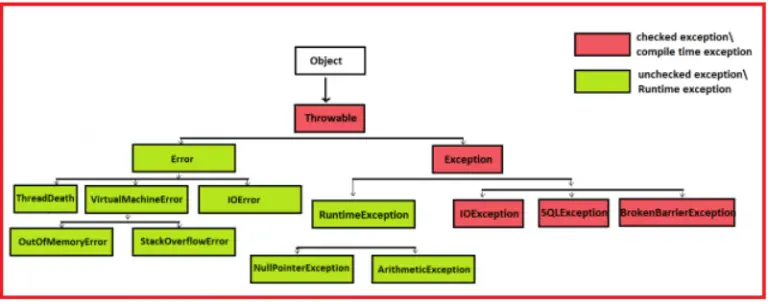 checked exception\
compile time exception
Object
unchecked exception\
Runtime exception
Throwable
Error
Exception
ThreadDeath
VirtualMachineError
IOError
RuntimeException
IOException
SQLException
BrokenBarrierException
OutOfMemoryError
StackOverflowError
NullPointerException
ArithmeticException